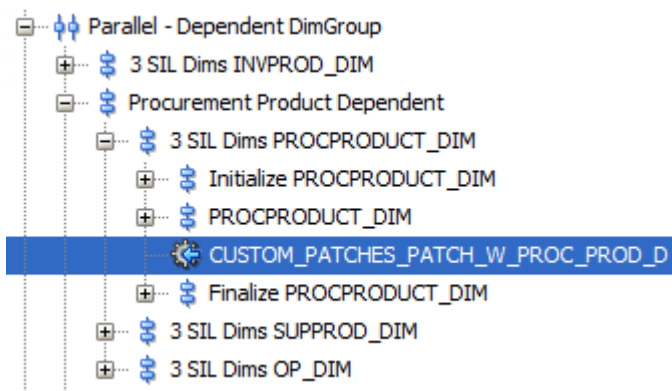 Parallel - Dependent DimGroup
3 SIL Dims INVPROD_DIM
Procurement Product Dependent
3 SIL Dims PROCPRODUCT_DIM
Initialize PROCPRODUCT_DIM
PROCPRODUCT_DIM
CUSTOM_PATCHES_PATCH_W_PROC_PROD_D
Finalize PROCPRODUCT_DIM
3 SIL Dims SUPPROD_DIM
3 SIL Dims OP_DIM